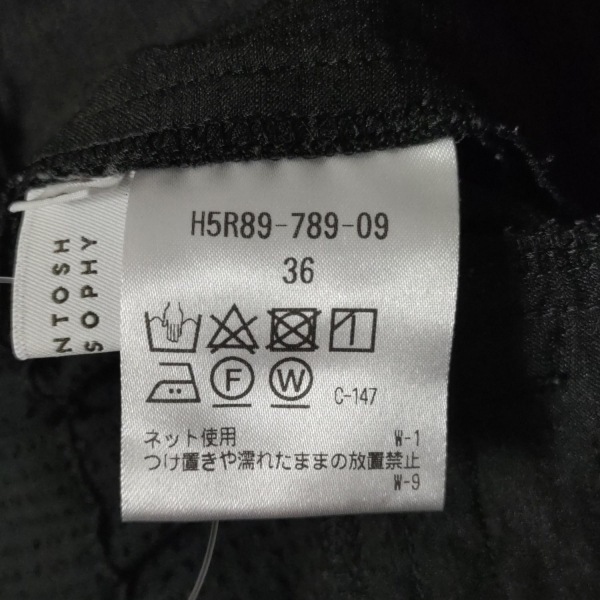 H5R89-789-09
36
F
W
C-147
ネット使用 W-1
つけ置きや濡れたままの放置禁止
W-9
NTOSH
SOPHY